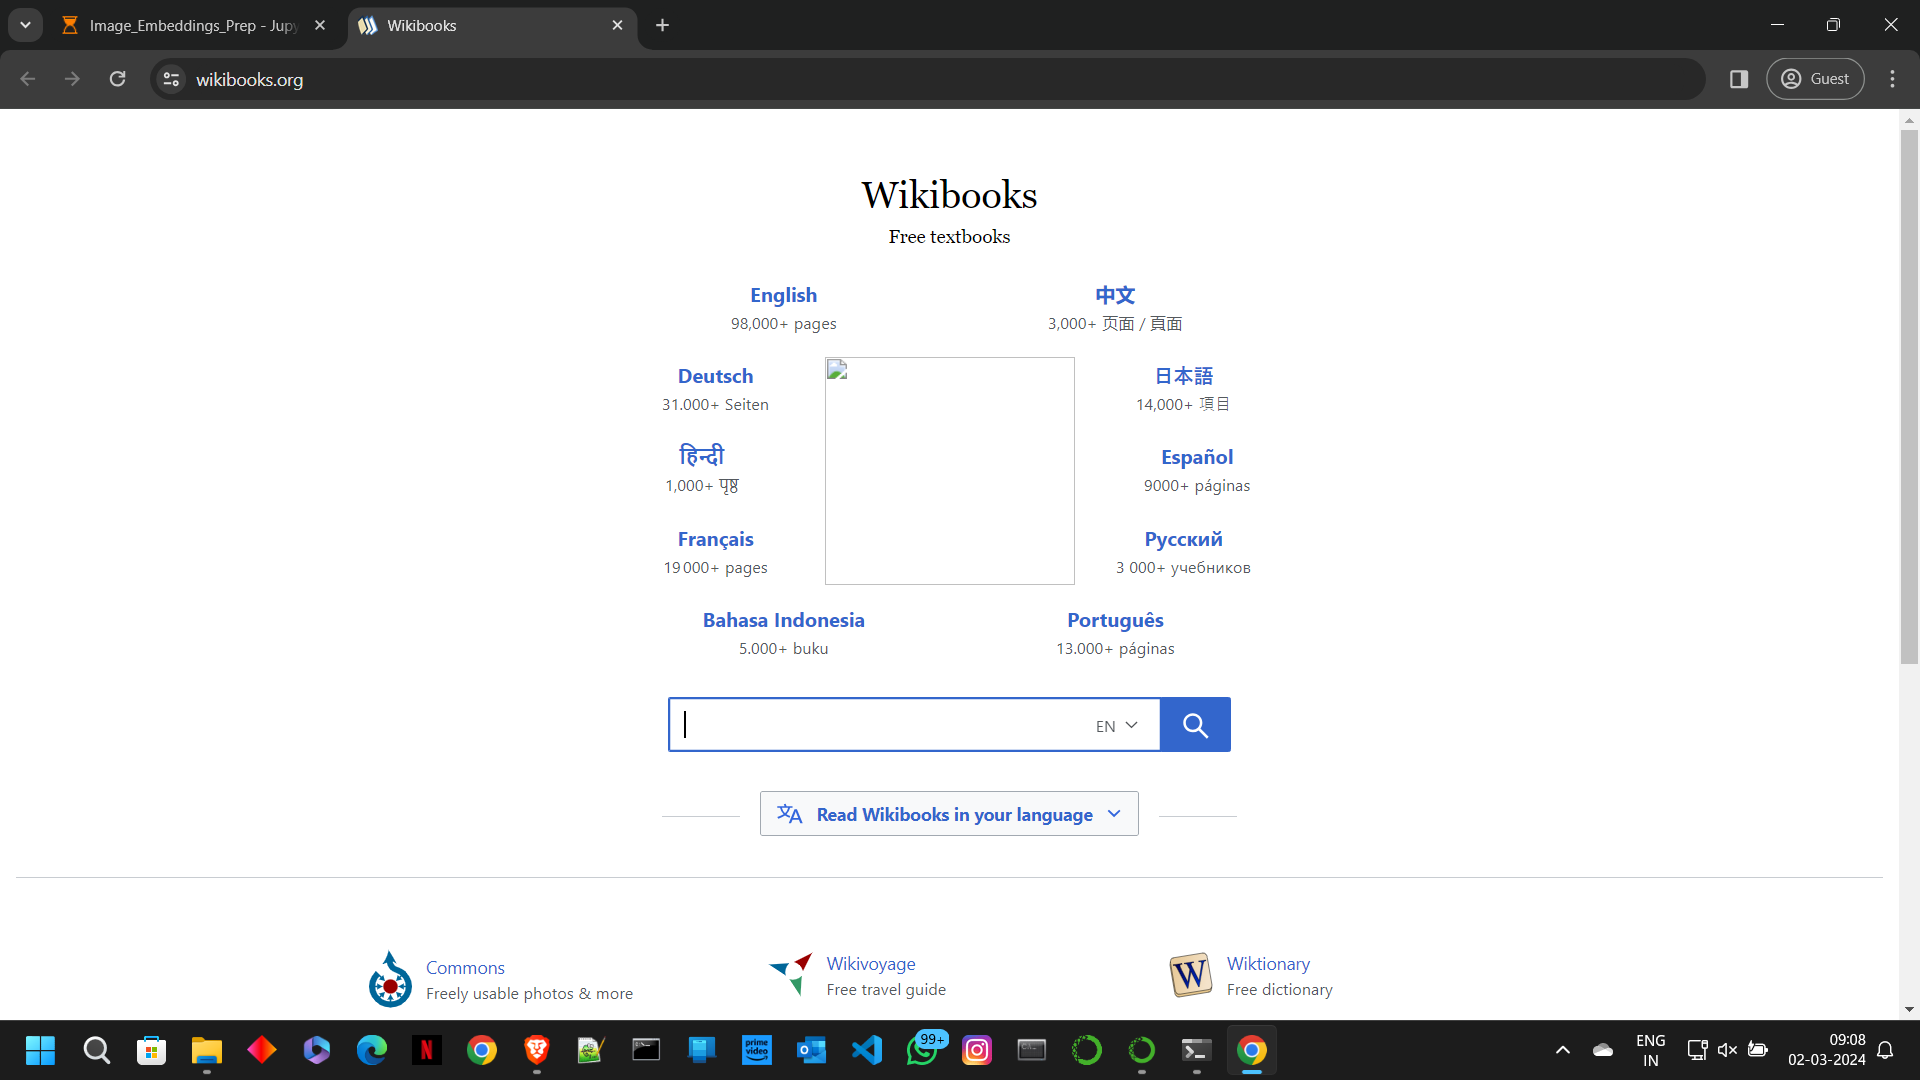 Image_Embeddings_Prep - Jupy
Wikibooks
wikibooks.org
Guest
Wikibooks
Free textbooks
English
98,000+ pages
中文
3,000+ 页面 / 頁面
Deutsch
31.000+ Seiten
日本語
14,000+ 項目
हिन्दी
1,000+ पृष्ठ
Español
9000+ páginas
Français
19 000+ pages
Русский
3 000+ учебников
Bahasa Indonesia
5.000+ buku
Português
13.000+ páginas
EN
Read Wikibooks in your language
Commons
Freely usable photos & more
Wikivoyage
Free travel guide
Wiktionary
Free dictionary
W
N
prime video
99+
ENG
IN
09:08
02-03-2024